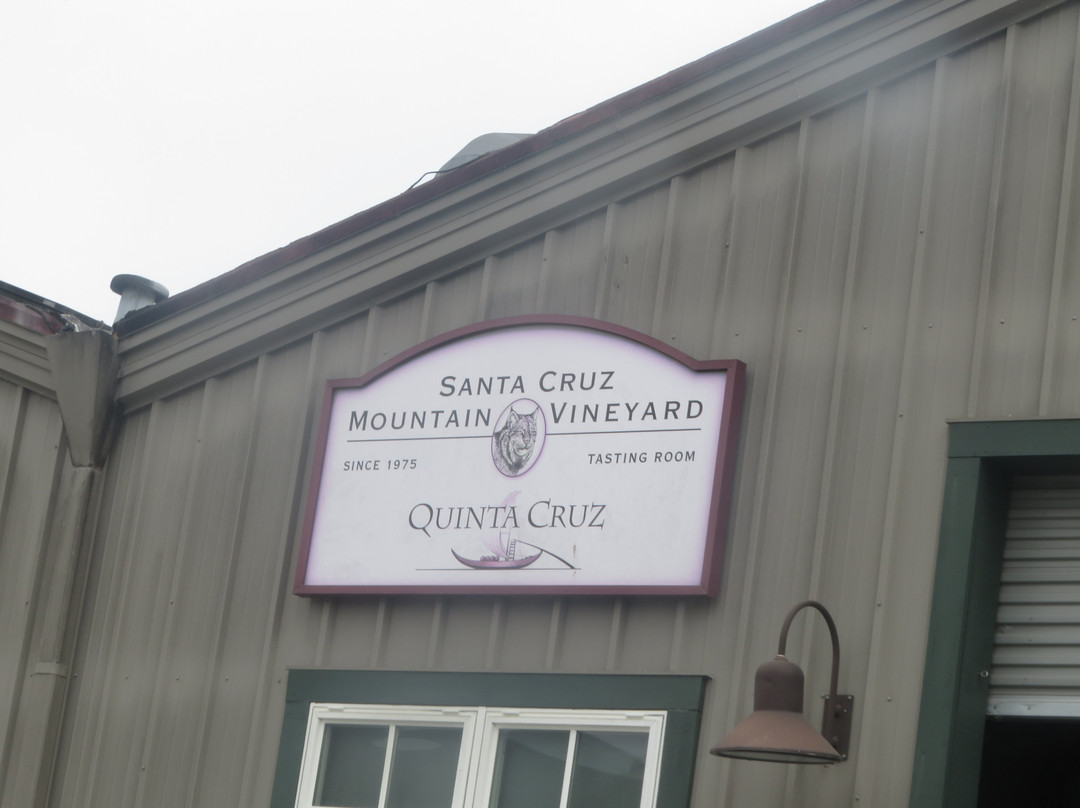 SANTA CRUZ
MOUNTAIN VINEYARD
SINCE 1975 TASTING ROOM
QUINTA CRUZ